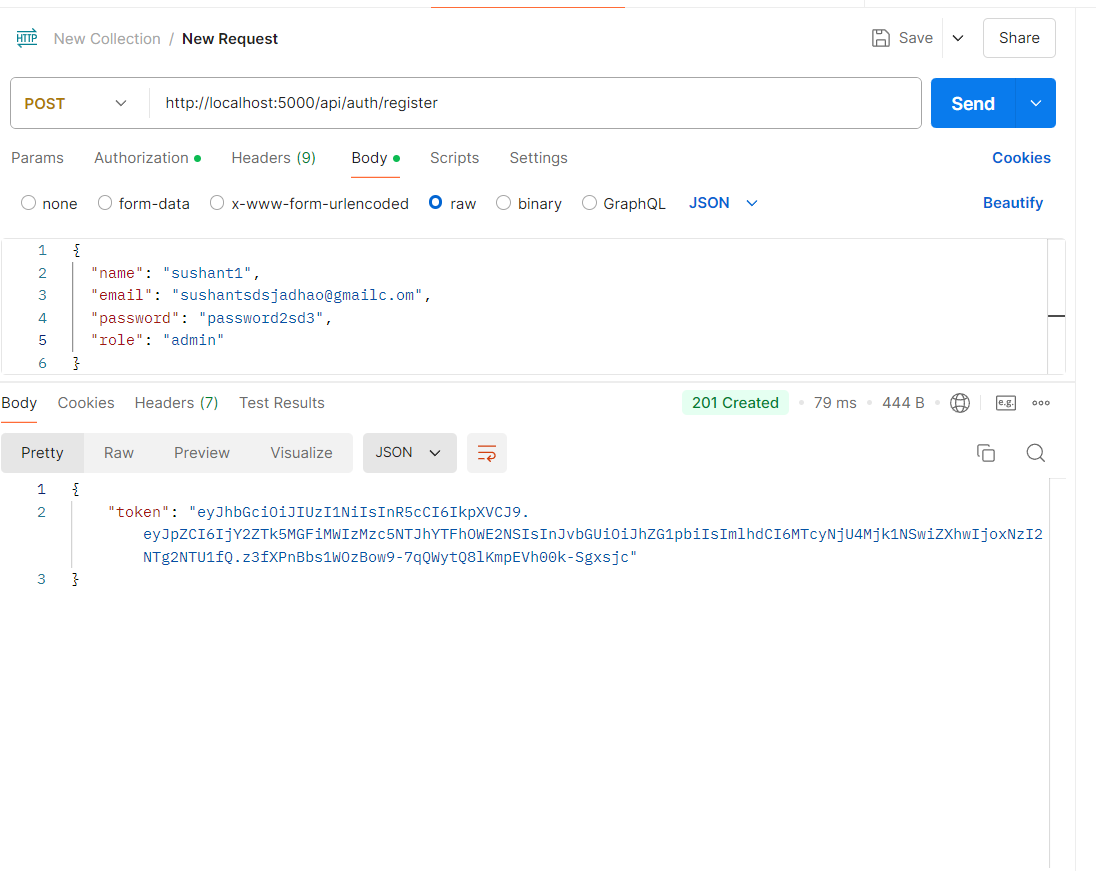 HTTP New Collection / New Request Save Share
POST http://localhost:5000/api/auth/register Send
Params Authorization Headers (9) Body Scripts Settings Cookies
none form-data x-www-form-urlencoded raw binary GraphQL JSON Beautify
1 {
2 "name": "sushant1",
3 "email": "sushantsdsjadhao@gmailc.om",
4 "password": "password2sd3",
5 "role": "admin"
6 }
Body Cookies Headers (7) Test Results 201 Created 79 ms 444 B e.g.
Pretty Raw Preview Visualize JSON
1 {
2 "token": "eyJhbGciOiJIUzI1NiIsInR5cCI6IkpXVCJ9.
eyJpZCI6IjY2ZTk5MGFiMWIzMzc5NTJhYTFhOWE2NSIsInJvbGUiOiJhZG1pbiIsImlhdCI6MTcyNjU4Mjk1NSwiZXhwIjoxNzI2
NTg2NTU1fQ.z3fXPnBbs1WOzBow9-7qQWytQ8lKmpEVh00k-Sgxsjc"
3 }